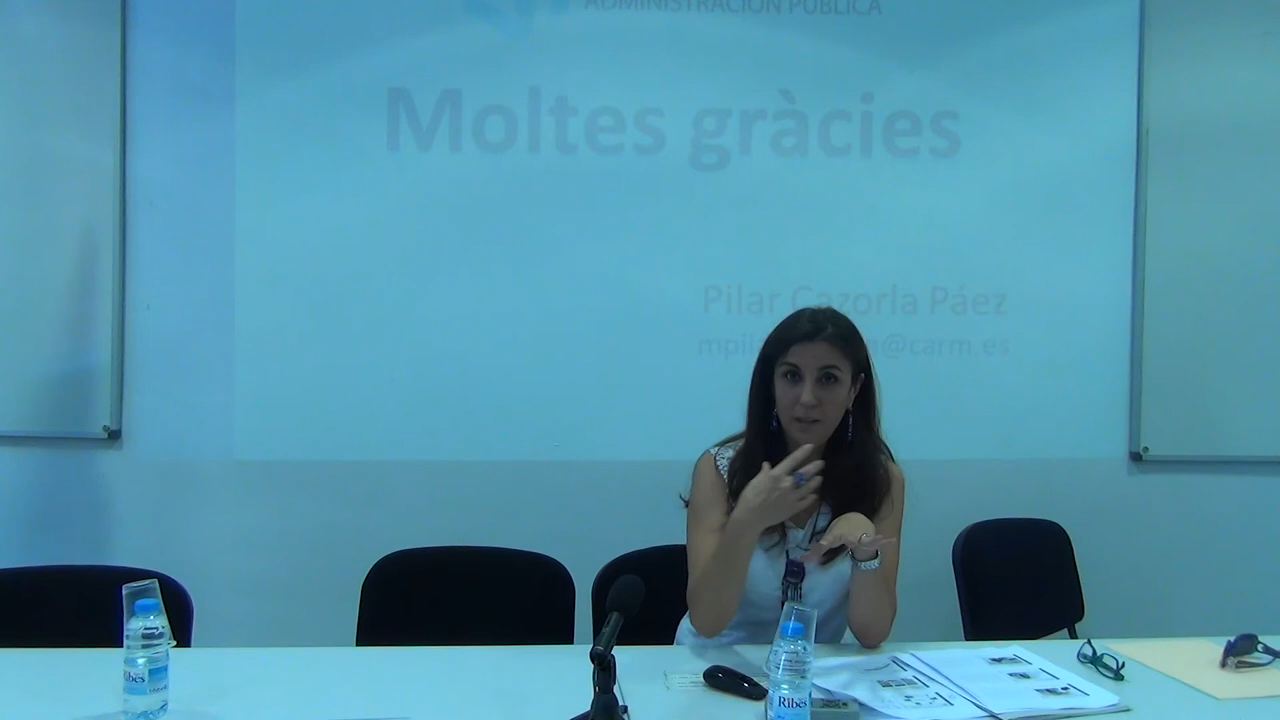 ADMINISTRACIÓN PÚBLICA
Moltes gràcies
Pilar Cazorla Páez
@carm.es
Ribes
Ribes